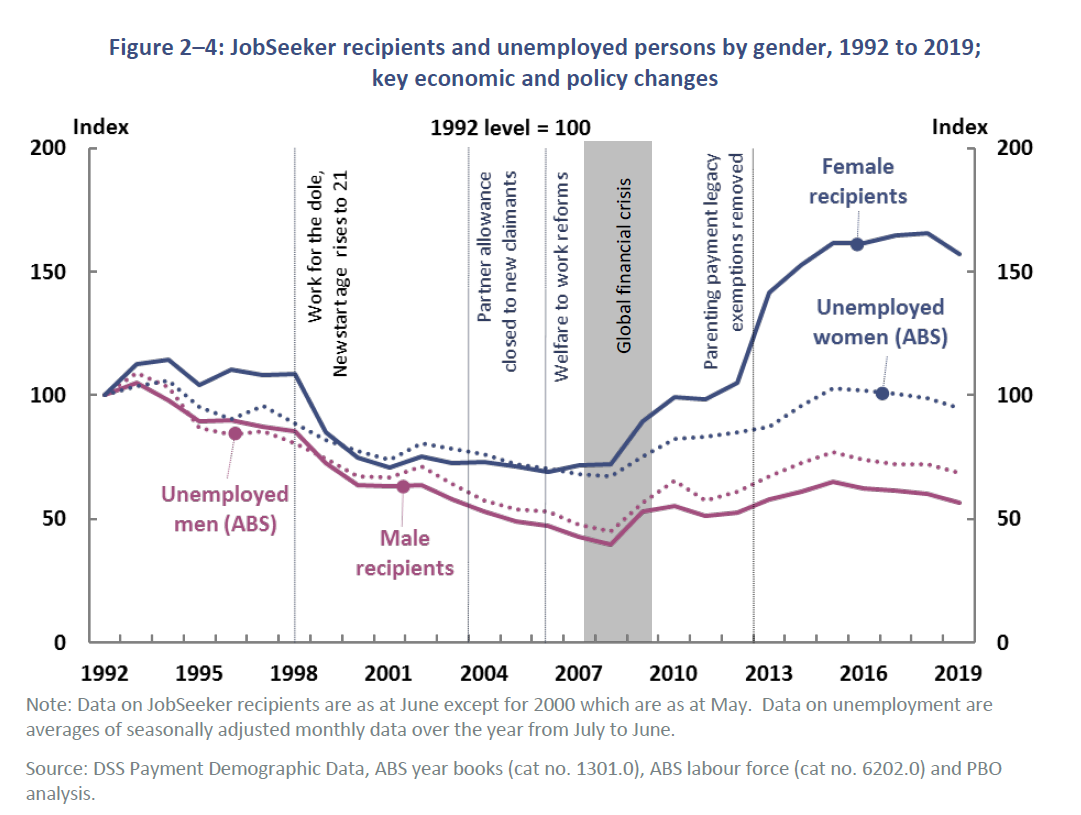 Figure 2–4: JobSeeker recipients and unemployed persons by gender, 1992 to 2019;
key economic and policy changes
Index
1992 level = 100
Index
200
150
100
50
0
200
150
100
50
0
Work for the dole,
Newstart age rises to 21
Partner allowance
closed to new claimants
Welfare to work reforms
Global financial crisis
Parenting payment legacy
exemptions removed
Female
recipients
Unemployed
women (ABS)
Unemployed
men (ABS)
Male
recipients
1992 1995 1998 2001 2004 2007 2010 2013 2016 2019
Note: Data on JobSeeker recipients are as at June except for 2000 which are as at May. Data on unemployment are
averages of seasonally adjusted monthly data over the year from July to June.
Source: DSS Payment Demographic Data, ABS year books (cat no. 1301.0), ABS labour force (cat no. 6202.0) and PBO
analysis.